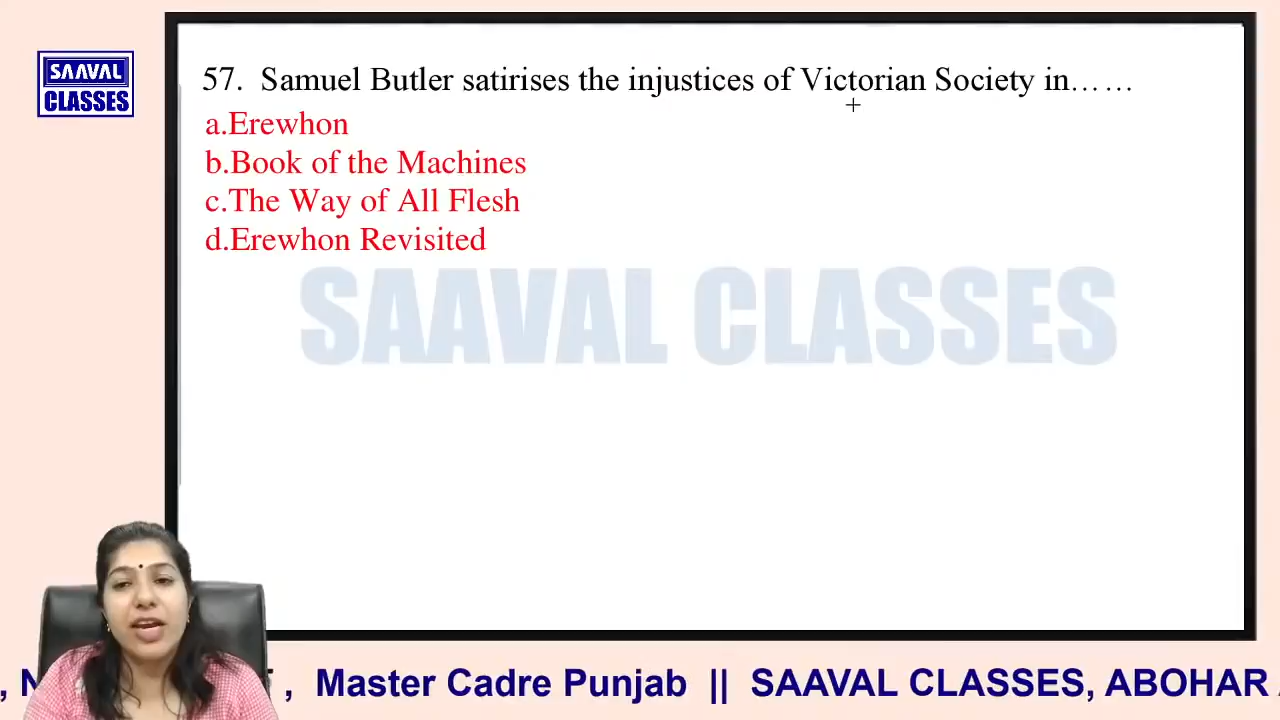 SAAVAL
CLASSES
57. Samuel Butler satirises the injustices of Victorian Society in……
a.Erewhon
b.Book of the Machines
c.The Way of All Flesh
d.Erewhon Revisited
SAAVAL CLASSES
, Master Cadre Punjab || SAAVAL CLASSES, ABOHAR